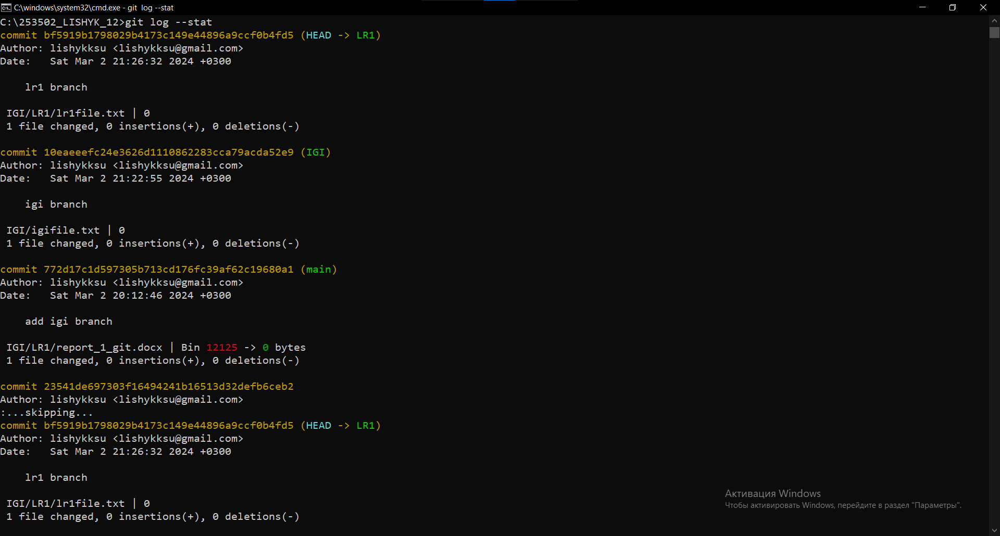 C:\windows\system32\cmd.exe - git  log --stat
C:\253502_LISHYK_12>git log --stat
commit bf5919b1798029b4173c149e44896a9ccf0b4fd5 (HEAD -> LR1)
Author: lishykksu <lishykksu@gmail.com>
Date:   Sat Mar 2 21:26:32 2024 +0300
    lr1 branch
 IGI/LR1/lr1file.txt | 0
 1 file changed, 0 insertions(+), 0 deletions(-)
commit 10eaeeefc24e3626d1110862283cca79acda52e9 (IGI)
Author: lishykksu <lishykksu@gmail.com>
Date:   Sat Mar 2 21:22:55 2024 +0300
    igi branch
 IGI/igifile.txt | 0
 1 file changed, 0 insertions(+), 0 deletions(-)
commit 772d17c1d597305b713cd176fc39af62c19680a1 (main)
Author: lishykksu <lishykksu@gmail.com>
Date:   Sat Mar 2 20:12:46 2024 +0300
    add igi branch
 IGI/LR1/report_1_git.docx | Bin 12125 -> 0 bytes
 1 file changed, 0 insertions(+), 0 deletions(-)
commit 23541de697303f16494241b16513d32defb6ceb2
Author: lishykksu <lishykksu@gmail.com>
:...skipping...
commit bf5919b1798029b4173c149e44896a9ccf0b4fd5 (HEAD -> LR1)
Author: lishykksu <lishykksu@gmail.com>
Date:   Sat Mar 2 21:26:32 2024 +0300
    lr1 branch
 IGI/LR1/lr1file.txt | 0
 1 file changed, 0 insertions(+), 0 deletions(-)
Активация Windows
Чтобы активировать Windows, перейдите в раздел "Параметры".